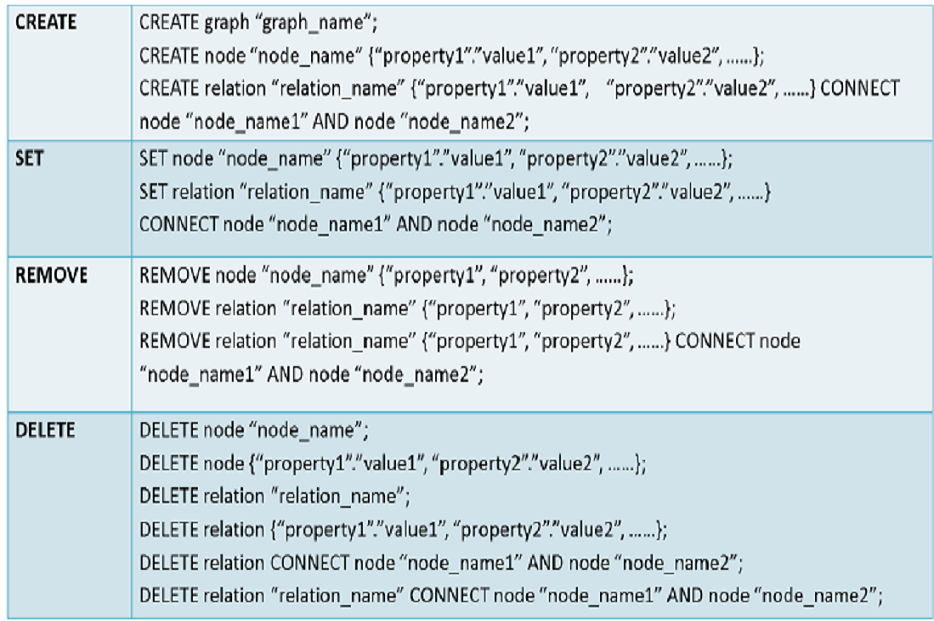 CREATE
CREATE graph “graph_name”;
CREATE node “node_name“ {“property1”.”value1”, “property2”.”value2”, ……};
CREATE relation “relation_name” {“property1”.”value1”, “property2”.”value2”, ……} CONNECT
node “node_name1” AND node “node_name2”;
SET
SET node “node_name” {“property1”.”value1”, “property2”.”value2”, ……};
SET relation “relation_name” {“property1”.”value1”, “property2”.”value2”, ……}
CONNECT node “node_name1” AND node “node_name2”;
REMOVE
REMOVE node “node_name” {“property1”, “property2”, ……};
REMOVE relation “relation_name” {“property1”, “property2”, ……};
REMOVE relation “relation_name” {“property1”, “property2”, ……} CONNECT node
“node_name1” AND node “node_name2”;
DELETE
DELETE node “node_name”;
DELETE node {“property1”.”value1”, “property2”.”value2”, ……};
DELETE relation “relation_name”;
DELETE relation {“property1”.”value1”, “property2”.”value2”, ……};
DELETE relation CONNECT node “node_name1” AND node “node_name2”;
DELETE relation “relation_name” CONNECT node “node_name1” AND node “node_name2”;